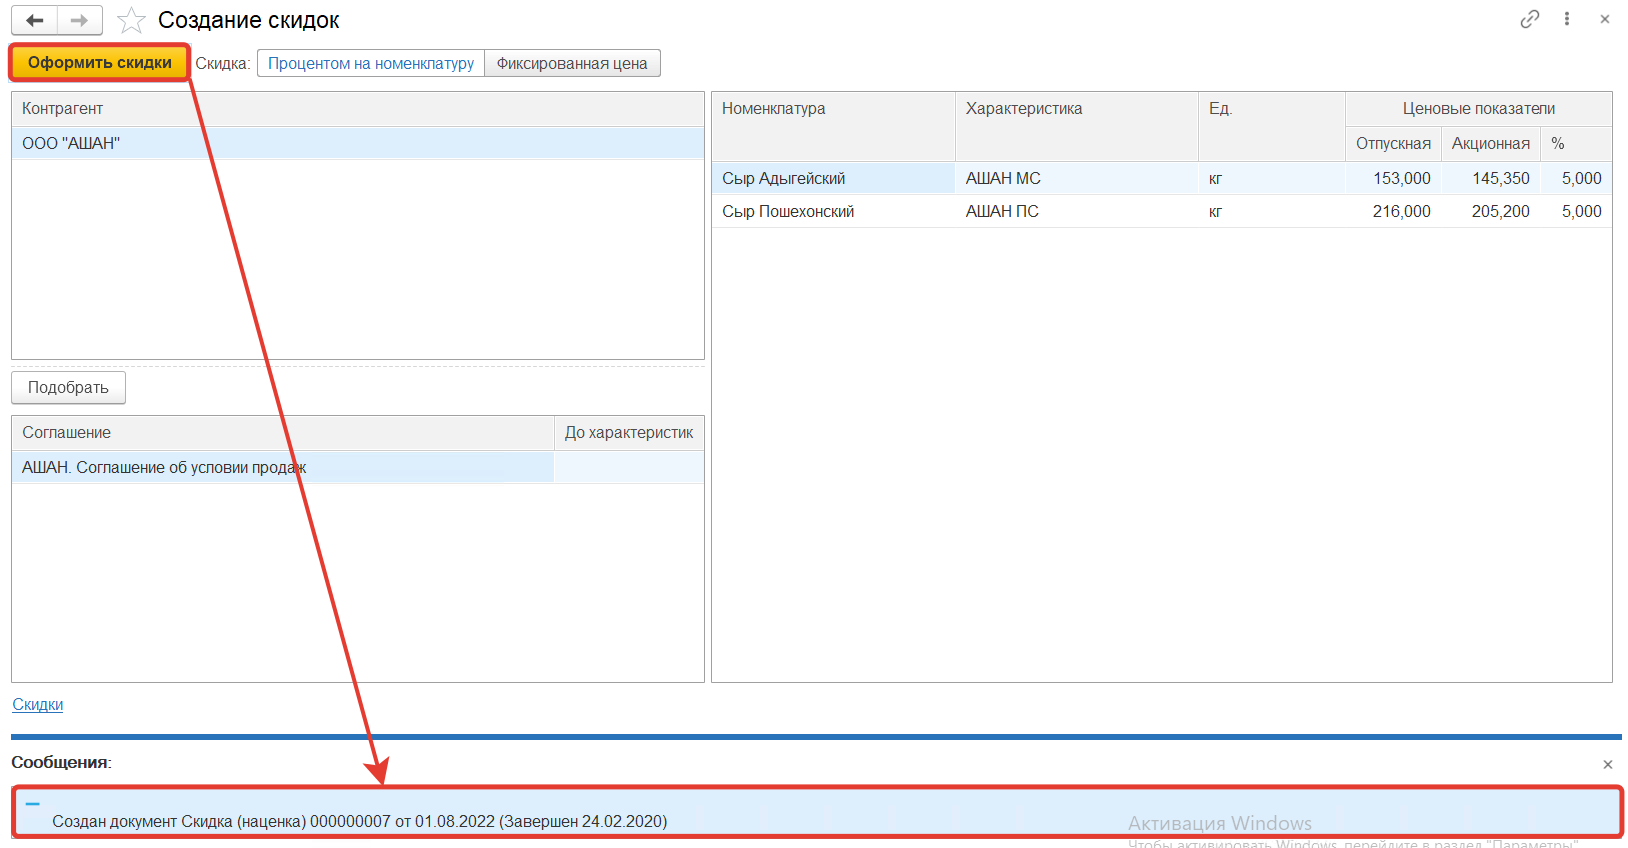 Создание скидок
Оформить скидки Скидка: Процентом на номенклатуру Фиксированная цена
Контрагент
ООО "АШАН"
Номенклатура Характеристика Ед. Ценовые показатели
Отпускная Акционная %
Сыр Адыгейский АШАН МС кг 153,000 145,350 5,000
Сыр Пошехонский АШАН ПС кг 216,000 205,200 5,000
Подобрать
Соглашение До характеристик
АШАН. Соглашение об условии продаж
Скидки
Сообщения:
Создан документ Скидка (наценка) 000000007 от 01.08.2022 (Завершен 24.02.2020)
Активация Windows
Чтобы активировать Windows, перейдите в раздел "Параметры".